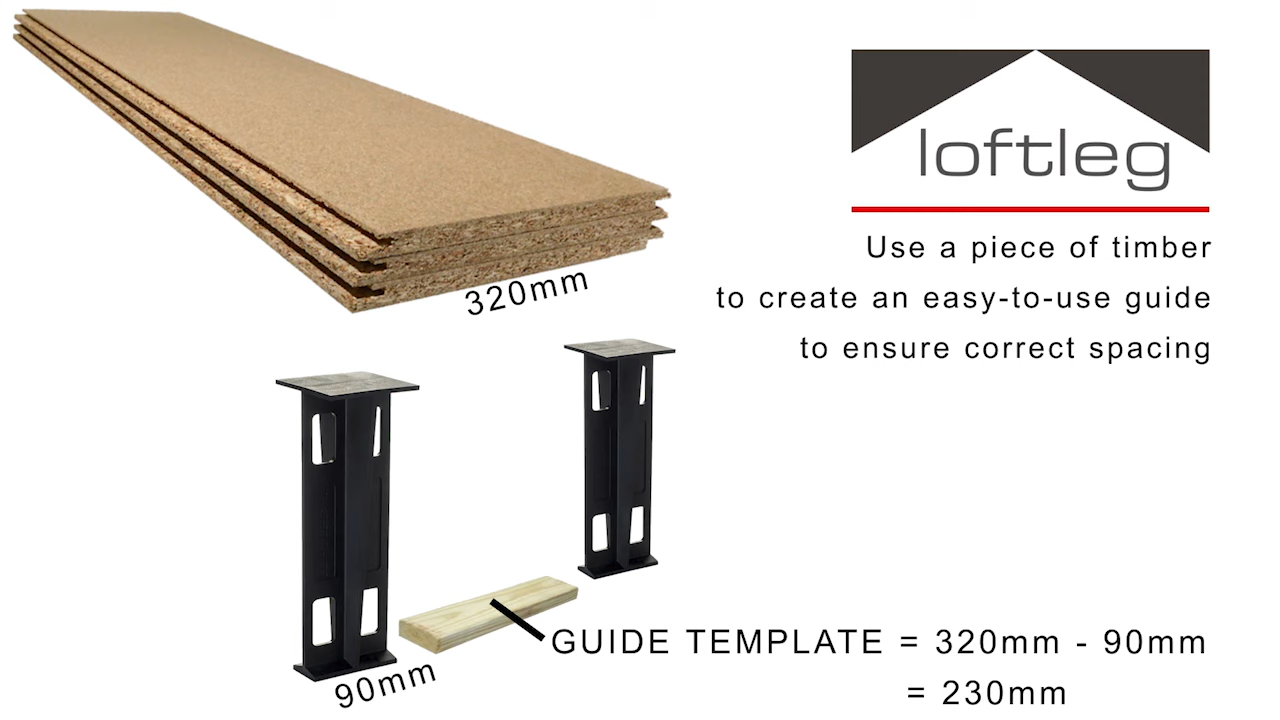 loftleg
Use a piece of timber
to create an easy-to-use guide
to ensure correct spacing
320mm
GUIDE TEMPLATE = 320mm - 90mm
= 230mm
90mm